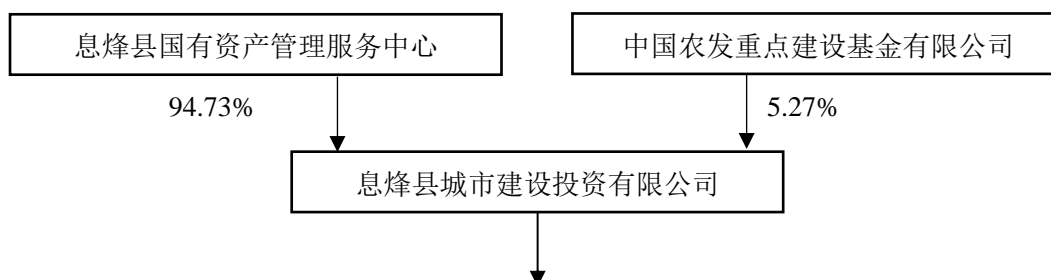 息烽县国有资产管理服务中心
中国农发重点建设基金有限公司
94.73%
5.27%
息烽县城市建设投资有限公司